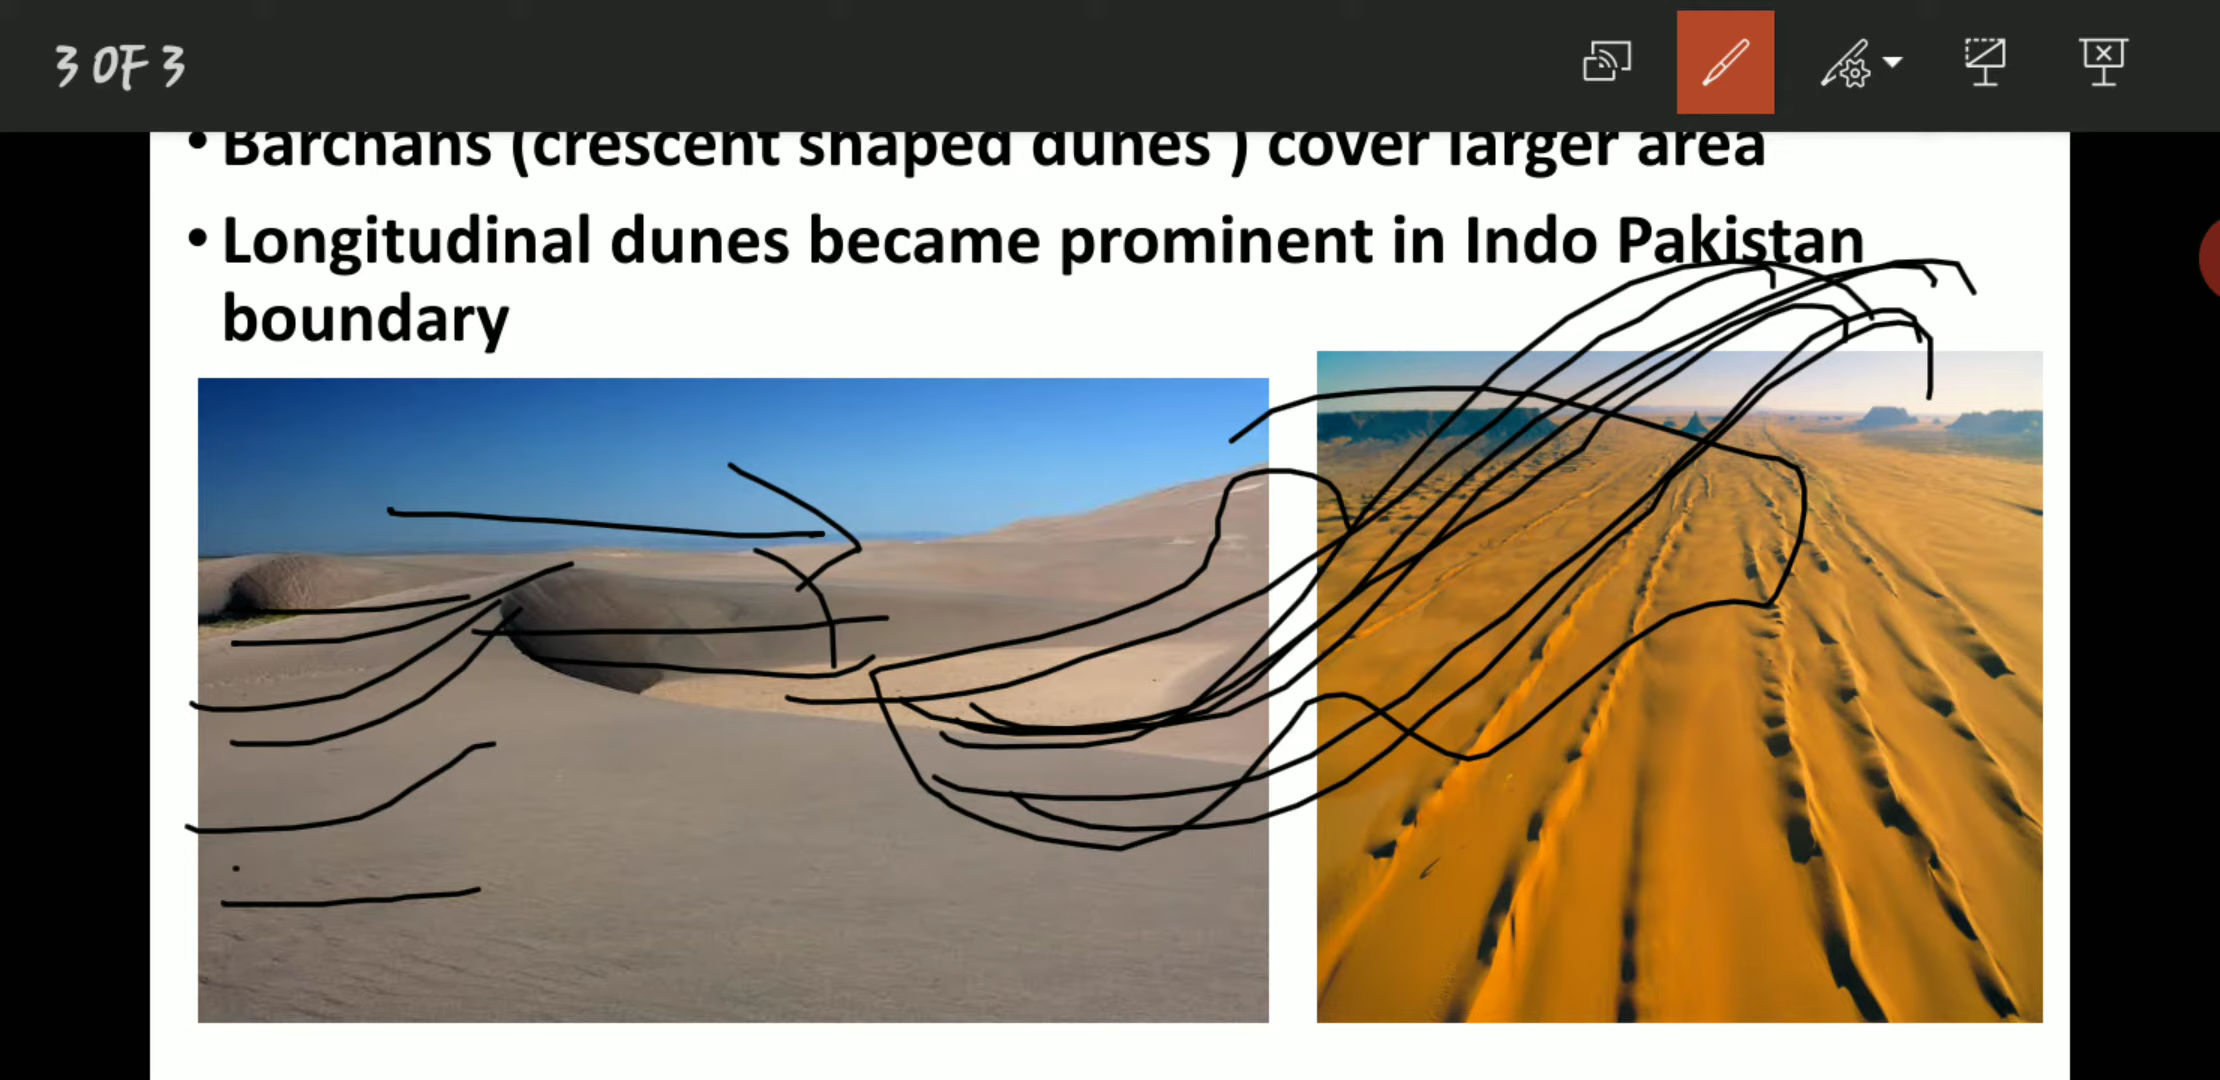 3 OF 3
• Barchans (crescent shaped dunes ) cover larger area
• Longitudinal dunes became prominent in Indo Pakistan
boundary